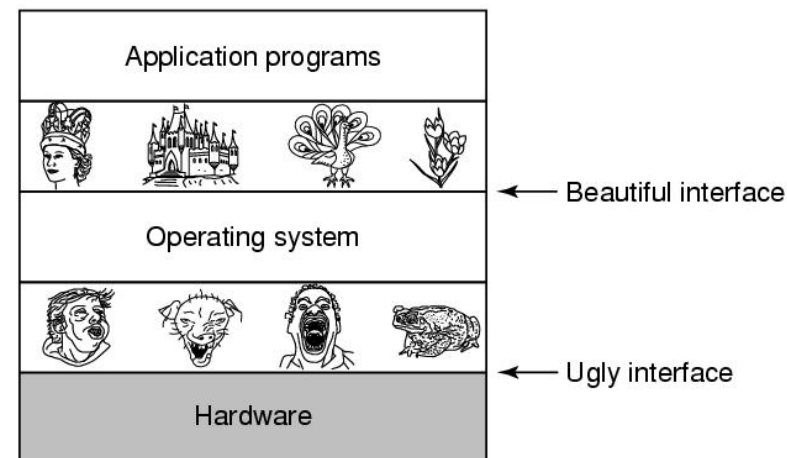 Application programs
Beautiful interface
Operating system
Ugly interface
Hardware